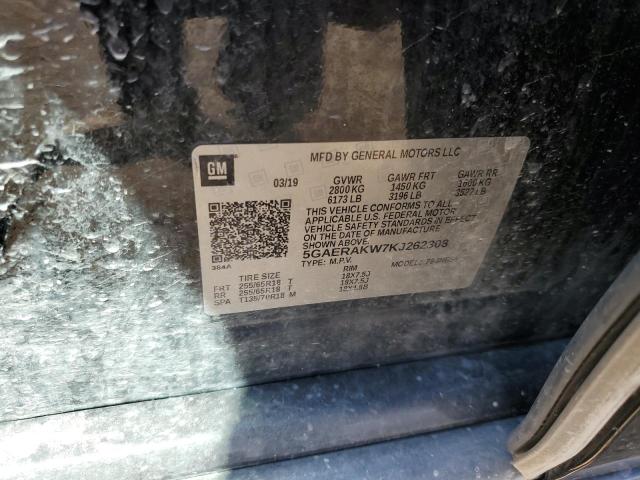 GM
MFD BY GENERAL MOTORS LLC
03/19 GVWR GAWR FRT GAWR RR
2800 KG 1450 KG 1600 KG
6173 LB 3196 LB 3527 LB
THIS VEHICLE CONFORMS TO ALL
APPLICABLE U.S. FEDERAL MOTOR
VEHICLE SAFETY STANDARDS IN EFFECT
ON THE DATE OF MANUFACTURE
SHOWN ABOVE.
5GAERAKW7KJ262308
384A TYPE: M.P.V. MODEL:
TIRE SIZE RIM
FRT 255/65R18 T 18X7.5J
RR 255/65R18 T 18X7.5J
SPA T135/70R18 M